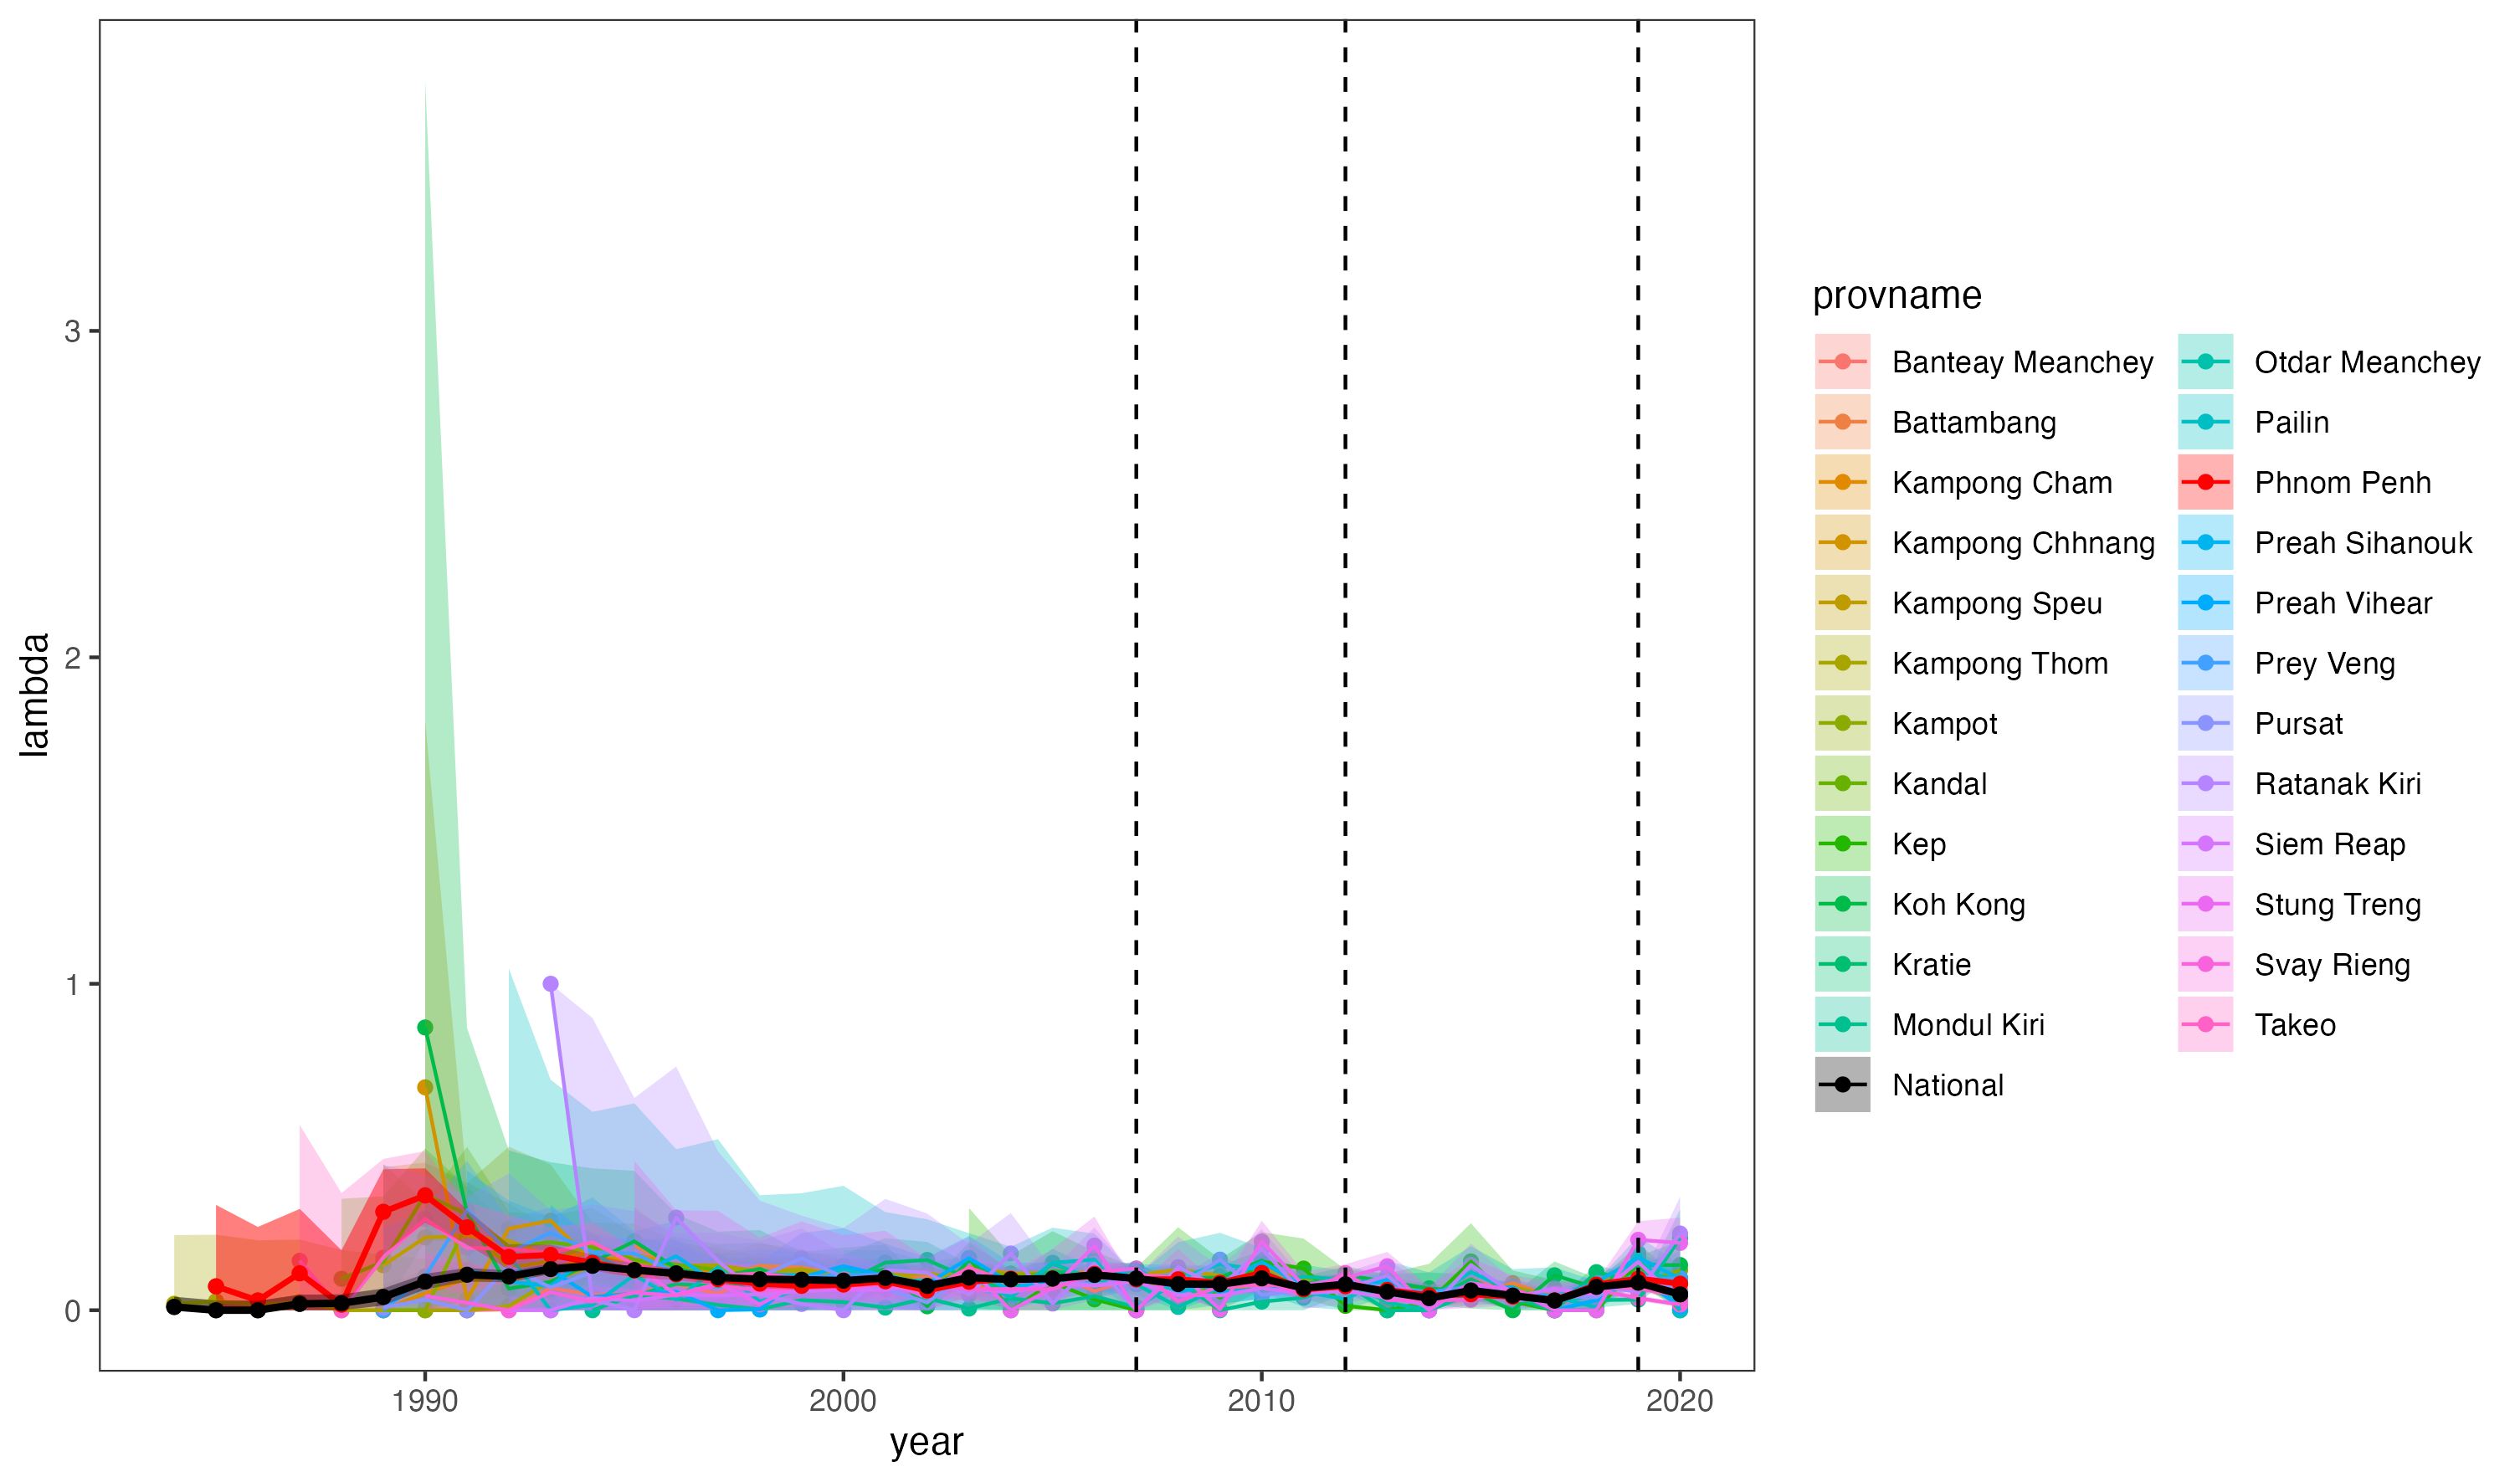 3
2
1
0
lambda
1990
2000
2010
2020
year
provname
Banteay Meanchey
Battambang
Kampong Cham
Kampong Chhnang
Kampong Speu
Kampong Thom
Kampot
Kandal
Kep
Koh Kong
Kratie
Mondul Kiri
National
Otdar Meanchey
Pailin
Phnom Penh
Preah Sihanouk
Preah Vihear
Prey Veng
Pursat
Ratanak Kiri
Siem Reap
Stung Treng
Svay Rieng
Takeo